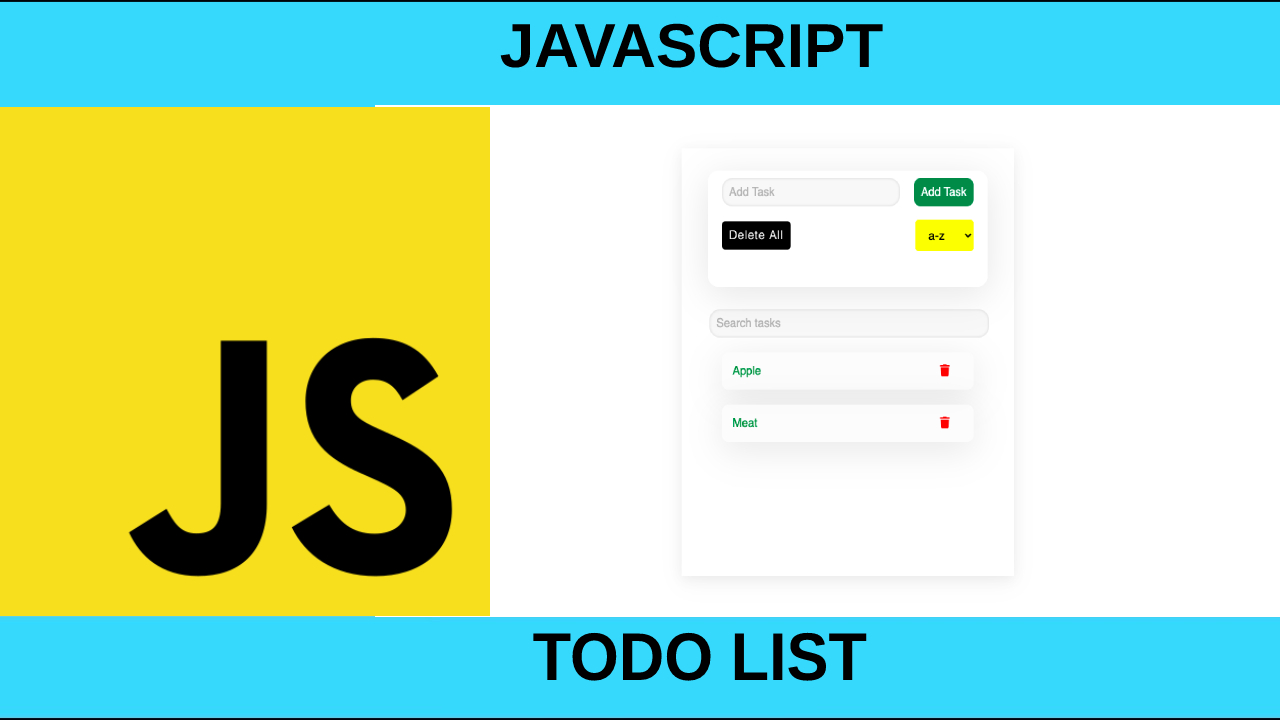 JAVASCRIPT
JS
Add Task
Add Task
Delete All
a-z
Search tasks
Apple
Meat
TODO LIST